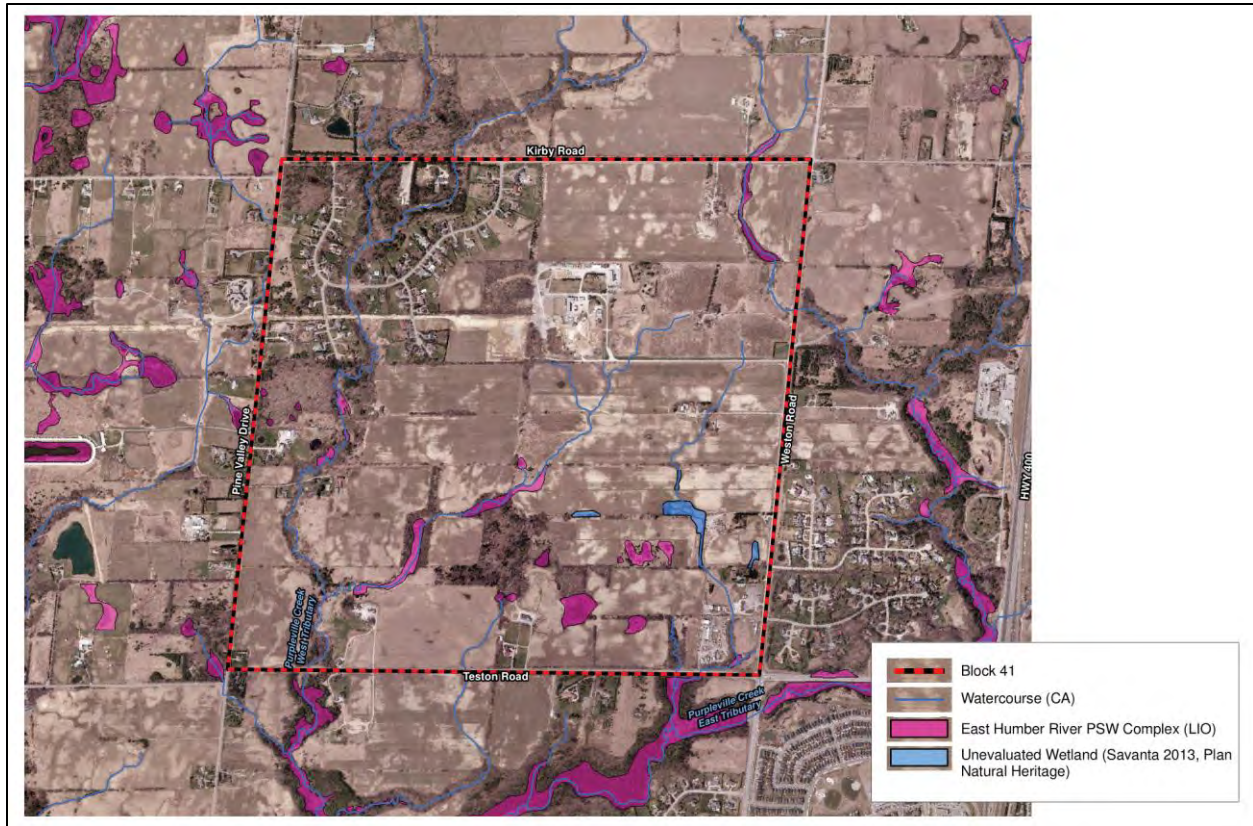 Kirby Road
Pine Valley Drive
Weston Road
HWY 400
Purpleville Creek
West Tributary
Teston Road
Purpleville Creek
East Tributary
Block 41
Watercourse (CA)
East Humber River PSW Complex (LIO)
Unevaluated Wetland (Savanta 2013, Plan
Natural Heritage)